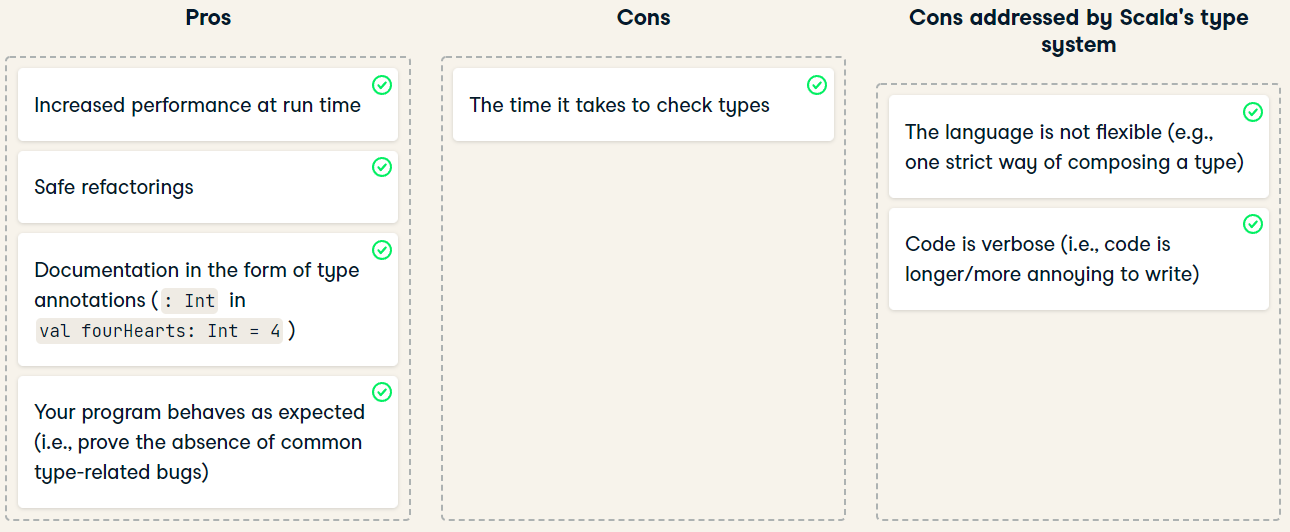 Pros
Increased performance at run time
Safe refactorings
Documentation in the form of type
annotations ( : Int in
val fourHearts: Int = 4 )
Your program behaves as expected
(i.e., prove the absence of common
type-related bugs)
Cons
The time it takes to check types
Cons addressed by Scala's type
system
The language is not flexible (e.g.,
one strict way of composing a type)
Code is verbose (i.e., code is
longer/more annoying to write)